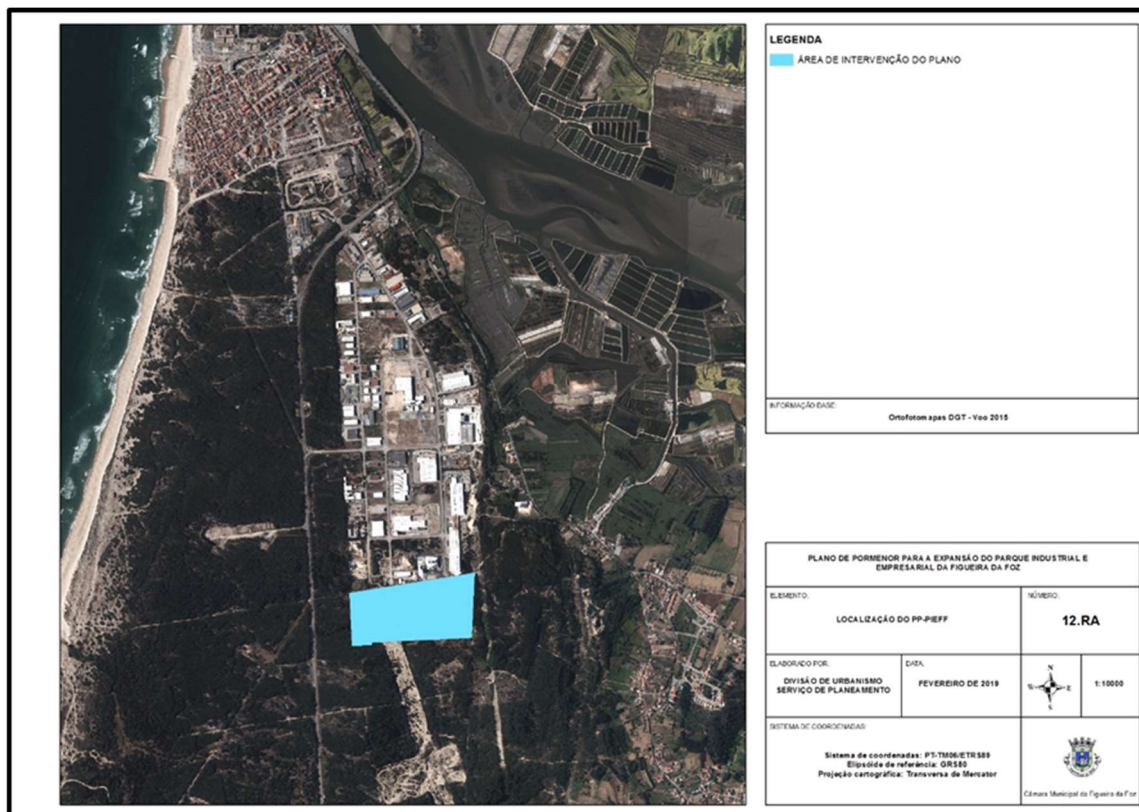 LEGENDA
ÁREA DE INTERVENÇÃO DO PLANO
INFORMAÇÃO BASE:
Ortofotomapas DGT - Voo 2015
PLANO DE PORMENOR PARA A EXPANSÃO DO PARQUE INDUSTRIAL E
EMPRESARIAL DA FIGUEIRA DA FOZ
ELEMENTO:
LOCALIZAÇÃO DO PP-PIEFF
NÚMERO:
12.RA
ELABORADO POR:
DIVISÃO DE URBANISMO
SERVIÇO DE PLANEAMENTO
DATA:
FEVEREIRO DE 2019
N
W
E
S
1:10000
SISTEMA DE COORDENADAS:
Sistema de coordenadas: PT-TM06/ETRS89
Elipsóide de referência: GRS80
Projeção cartográfica: Transversa de Mercator
Câmara Municipal da Figueira da Foz